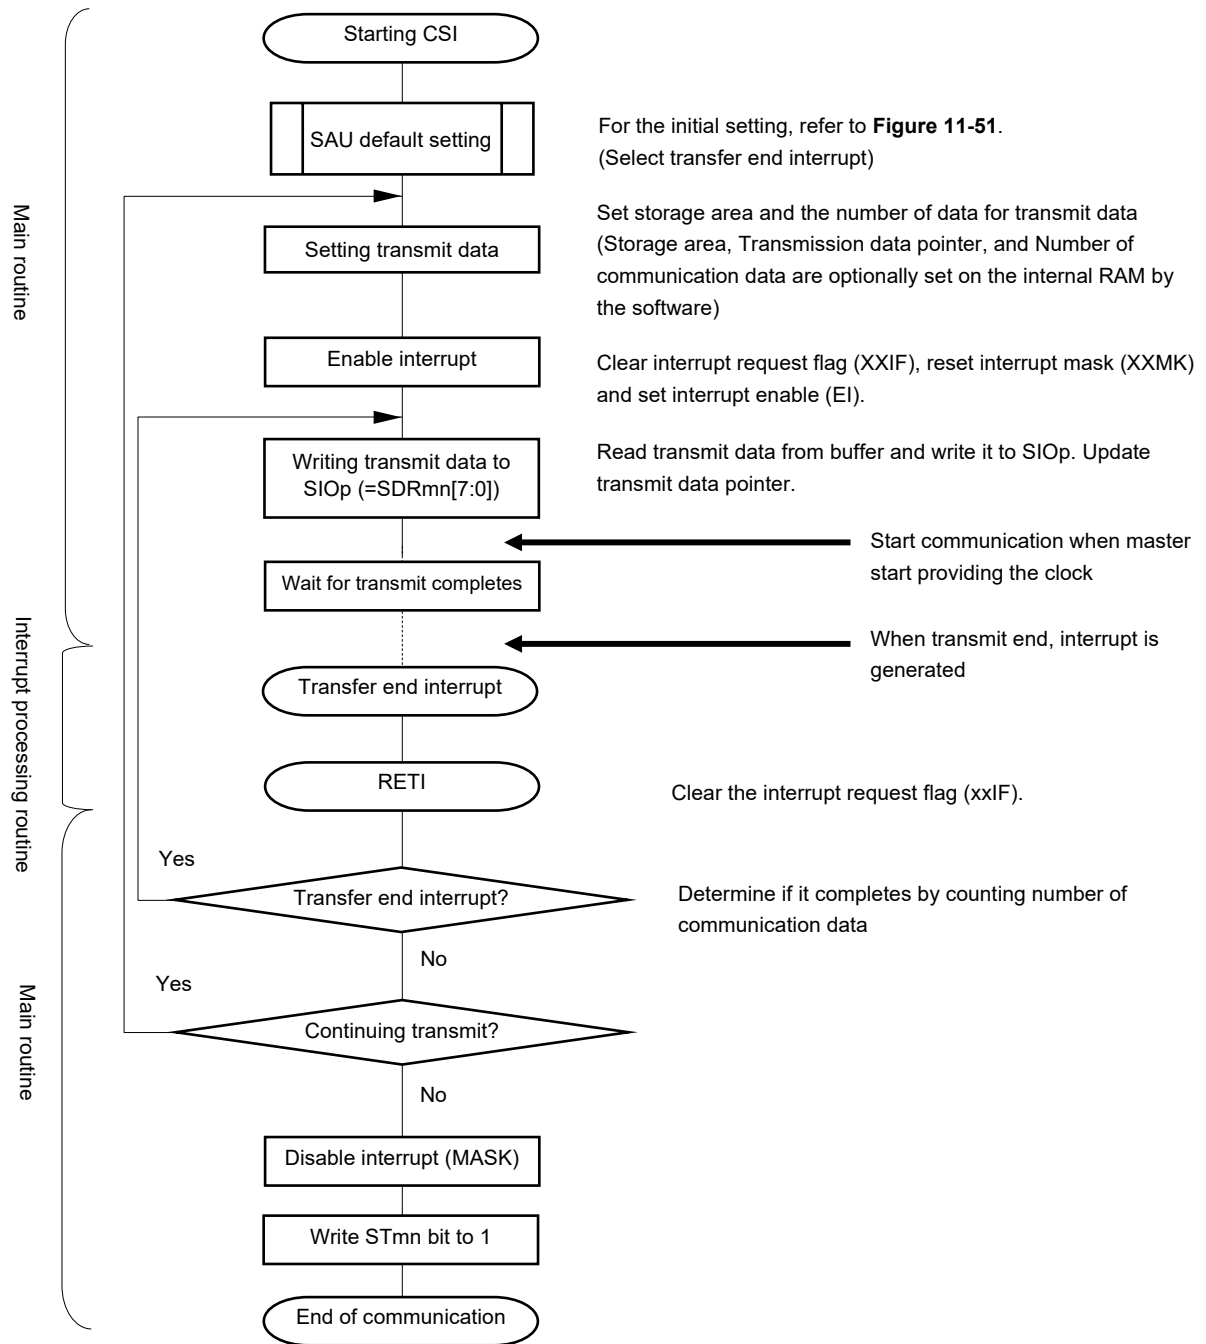 Starting CSI
SAU default setting
For the initial setting, refer to Figure 11-51.
(Select transfer end interrupt)
Main routine
Setting transmit data
Set storage area and the number of data for transmit data
(Storage area, Transmission data pointer, and Number of
communication data are optionally set on the internal RAM by
the software)
Enable interrupt
Clear interrupt request flag (XXIF), reset interrupt mask (XXMK)
and set interrupt enable (EI).
Writing transmit data to
SIOp (=SDRmn[7:0])
Read transmit data from buffer and write it to SIOp. Update
transmit data pointer.
Start communication when master
start providing the clock
Wait for transmit completes
When transmit end, interrupt is
generated
Interrupt processing routine
Transfer end interrupt
RETI
Clear the interrupt request flag (xxIF).
Yes
Transfer end interrupt?
Determine if it completes by counting number of
communication data
No
Yes
Main routine
Continuing transmit?
No
Disable interrupt (MASK)
Write STmn bit to 1
End of communication